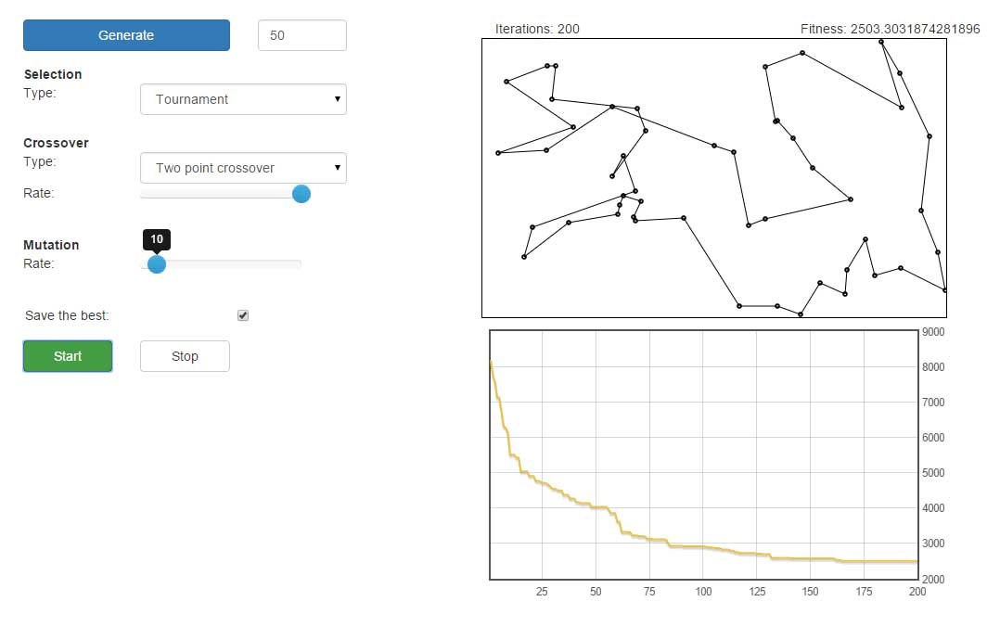 Generate
50
Selection
Type:
Tournament
Crossover
Type:
Two point crossover
Rate:
Mutation
10
Rate:
Save the best:
Start
Stop
Iterations: 200
Fitness: 2503.3031874281896
9000
8000
7000
6000
5000
4000
3000
2000
25 50 75 100 125 150 175 200